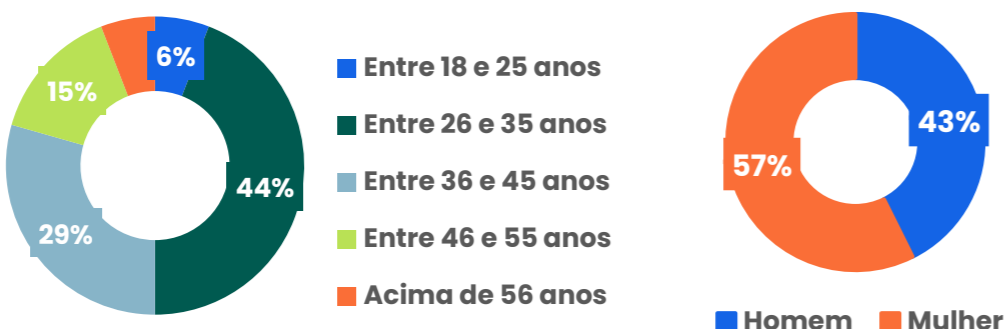 6%
15%
44%
29%
Entre 18 e 25 anos
Entre 26 e 35 anos
Entre 36 e 45 anos
Entre 46 e 55 anos
Acima de 56 anos
43%
57%
Homem
Mulher